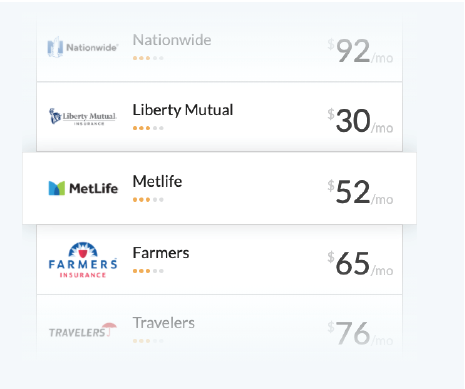 Nationwide
Nationwide
$92/mo
Liberty Mutual.
INSURANCE
Liberty Mutual
$30/mo
MetLife
Metlife
$52/mo
FARMERS
INSURANCE
Farmers
$65/mo
TRAVELERS
Travelers
$76/mo